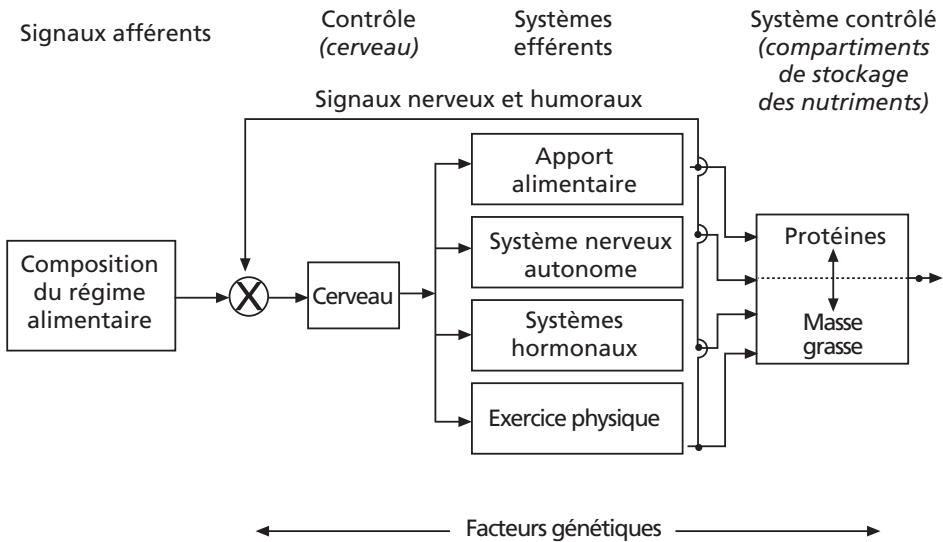 Signaux afférents
Contrôle
(cerveau)
Systèmes
efférents
Système contrôlé
(compartiments
de stockage
des nutriments)
Signaux nerveux et humoraux
Composition
du régime
alimentaire
X
Cerveau
Apport
alimentaire
Système nerveux
autonome
Systèmes
hormonaux
Exercice physique
Protéines
Masse
grasse
Facteurs génétiques